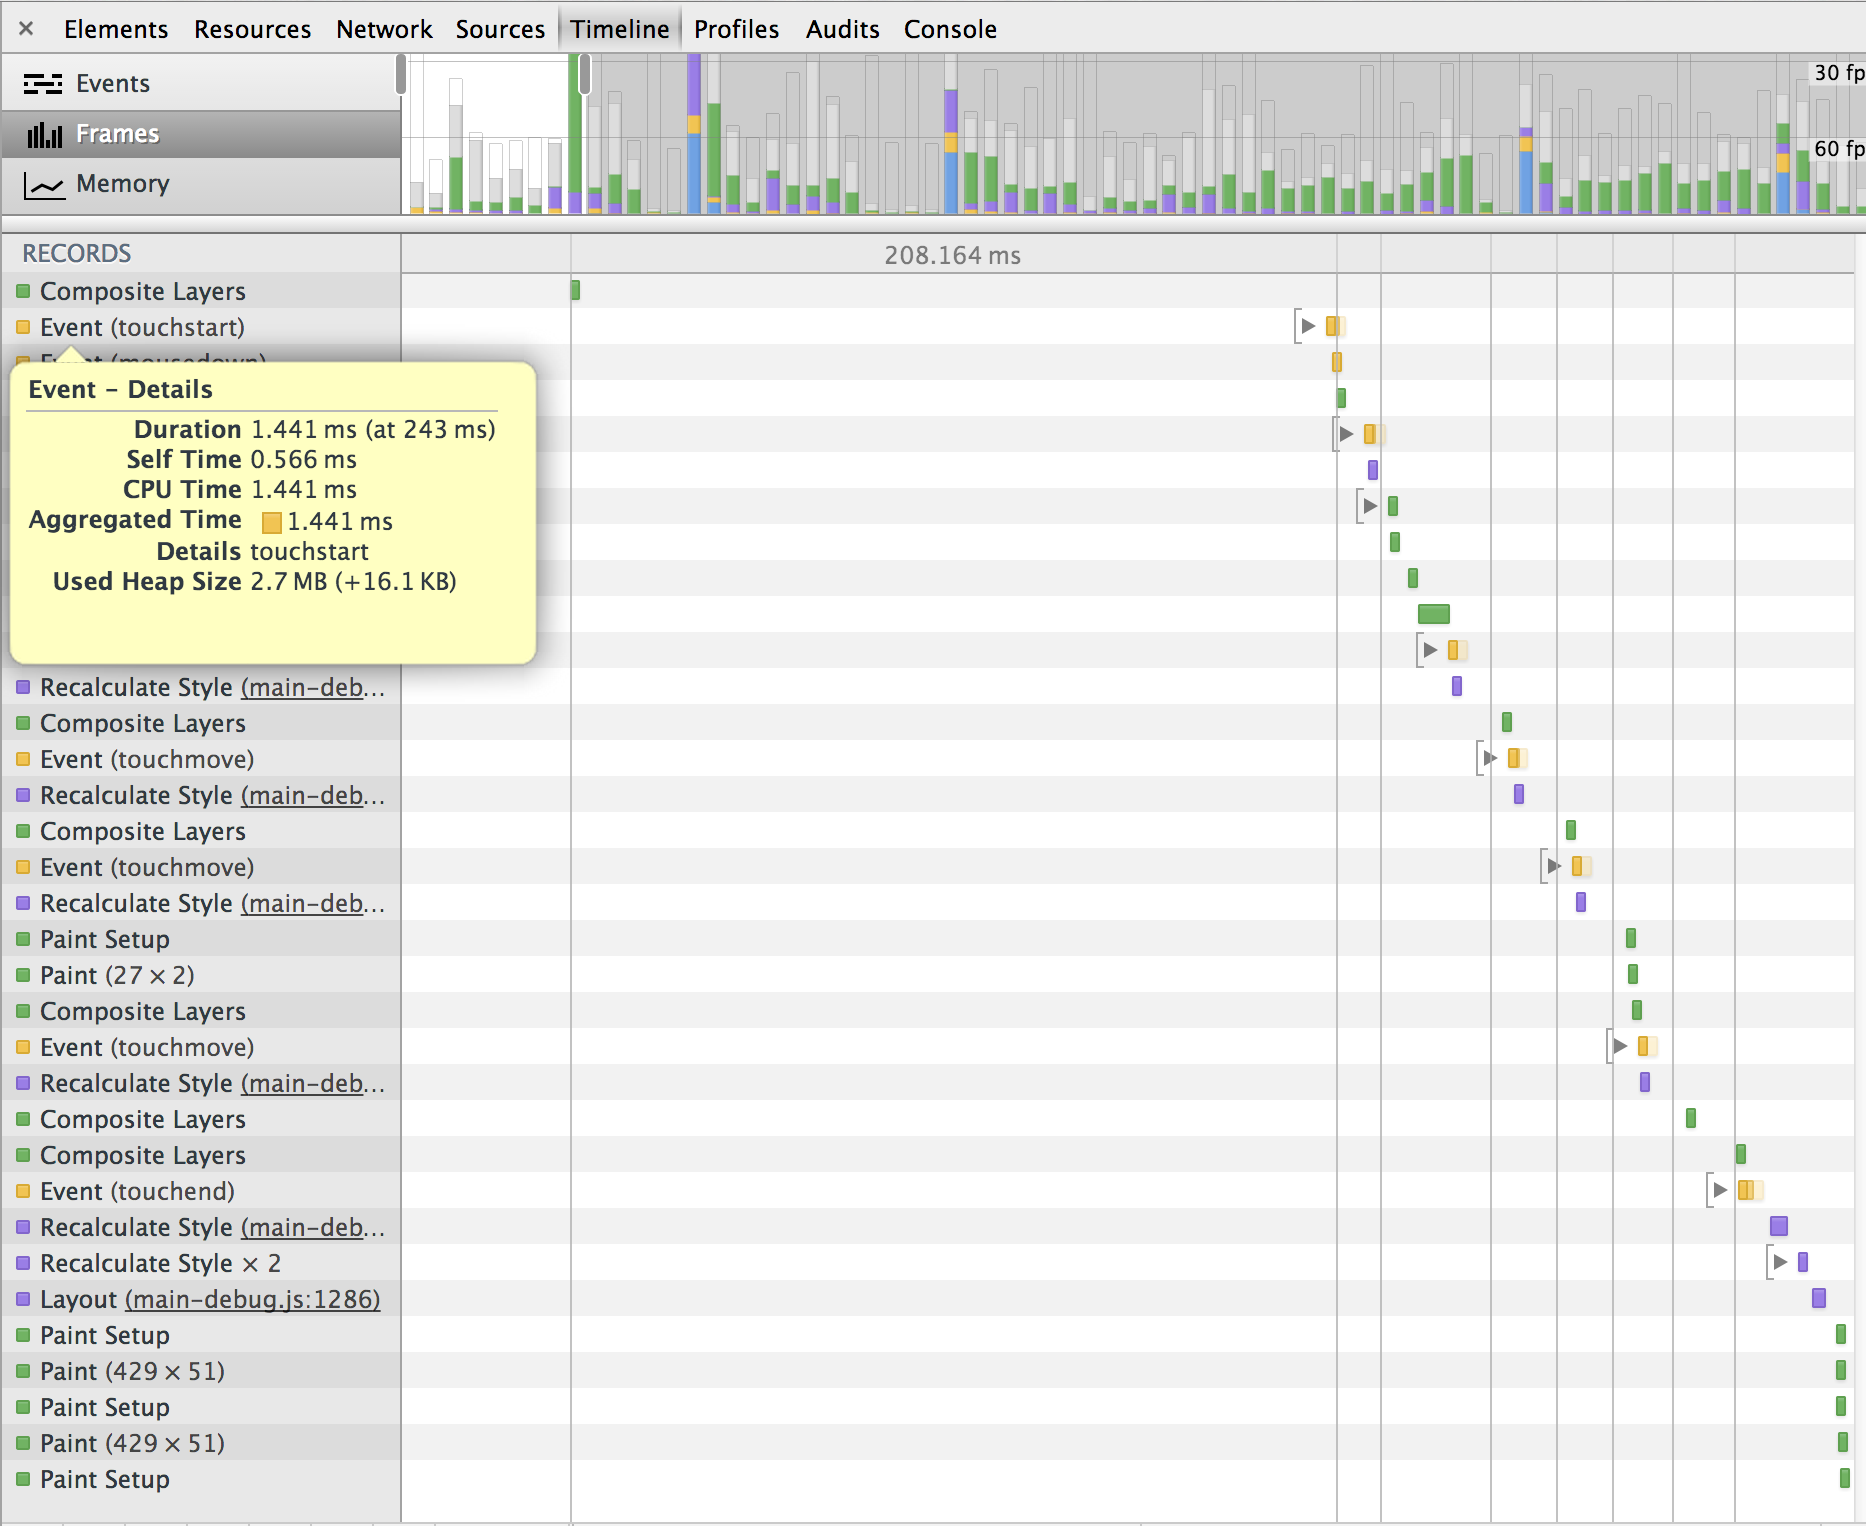 × Elements Resources Network Sources Timeline Profiles Audits Console
Events
Frames
Memory
30 fp
60 fp
RECORDS
208.164 ms
Composite Layers
Event (touchstart)
Event (mousedown)
Event – Details
Duration 1.441 ms (at 243 ms)
Self Time 0.566 ms
CPU Time 1.441 ms
Aggregated Time 1.441 ms
Details touchstart
Used Heap Size 2.7 MB (+16.1 KB)
Recalculate Style (main-deb...
Composite Layers
Event (touchmove)
Recalculate Style (main-deb...
Composite Layers
Event (touchmove)
Recalculate Style (main-deb...
Paint Setup
Paint (27 × 2)
Composite Layers
Event (touchmove)
Recalculate Style (main-deb...
Composite Layers
Composite Layers
Event (touchend)
Recalculate Style (main-deb...
Recalculate Style × 2
Layout (main-debug.js:1286)
Paint Setup
Paint (429 × 51)
Paint Setup
Paint (429 × 51)
Paint Setup